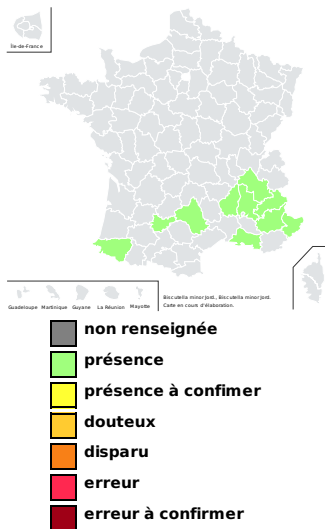 Île-de-France
Guadeloupe Martinique Guyane La Réunion Mayotte
Biscutella minor Jord., Biscutella minor Jord.
Carte en cours d'élaboration.
non renseignée
présence
présence à confimer
douteux
disparu
erreur
erreur à confirmer